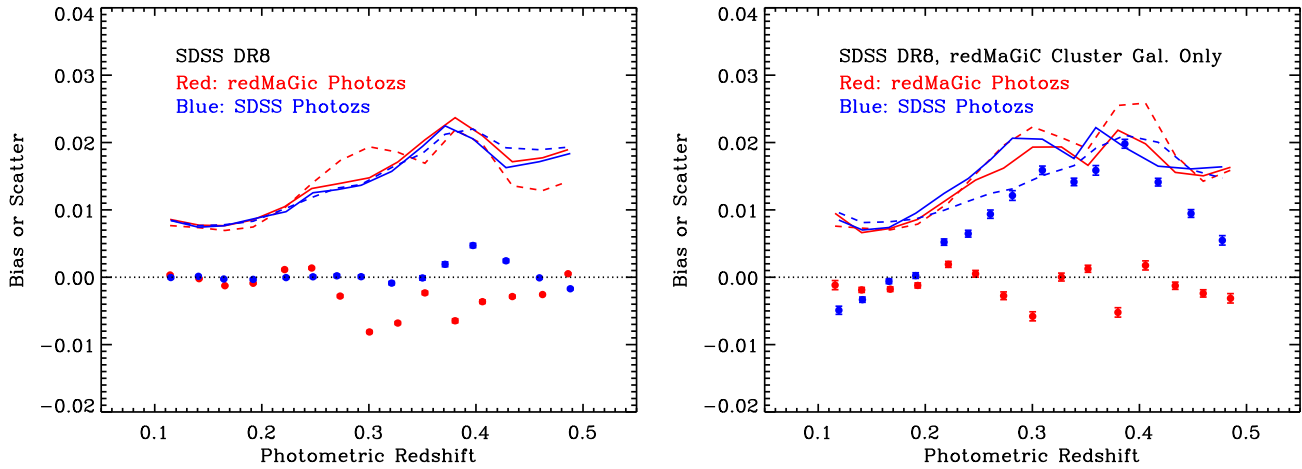 SDSS DR8
Red: redMaGic Photozs
Blue: SDSS Photozs
Bias or Scatter
0.04
0.03
0.02
0.01
0.00
−0.01
−0.02
0.1 0.2 0.3 0.4 0.5
Photometric Redshift
SDSS DR8, redMaGiC Cluster Gal. Only
Red: redMaGiC Photozs
Blue: SDSS Photozs
Bias or Scatter
0.04
0.03
0.02
0.01
0.00
−0.01
−0.02
0.1 0.2 0.3 0.4 0.5
Photometric Redshift